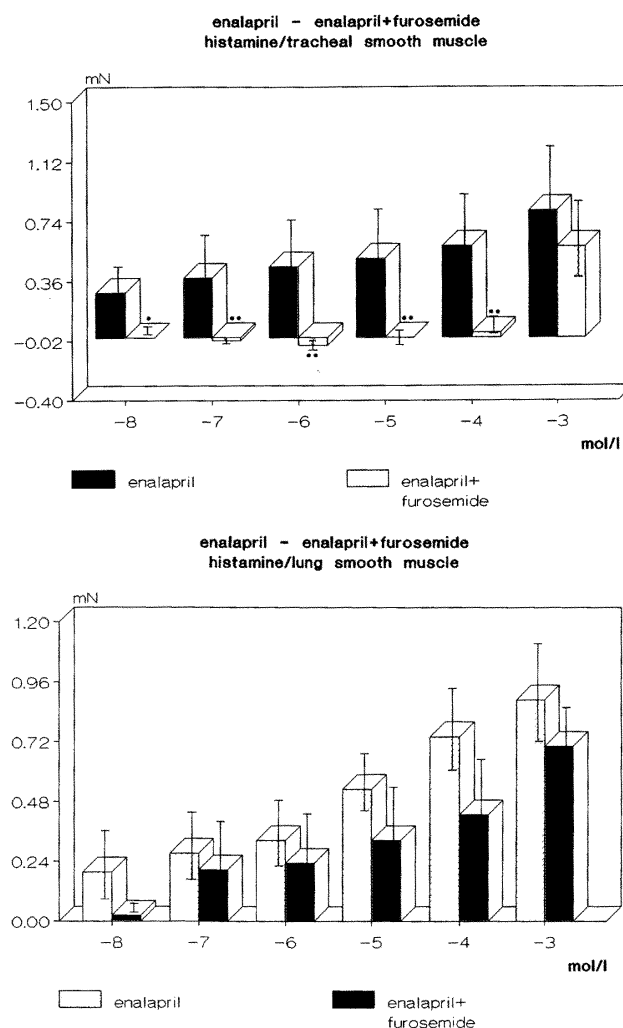 enalapril – enalapril+furosemide
histamine/tracheal smooth muscle
mN
1.50
1.12
0.74
0.36
-0.02
-0.40
-8 -7 -6 -5 -4 -3
mol/l
enalapril enalapril+
furosemide
enalapril – enalapril+furosemide
histamine/lung smooth muscle
mN
1.20
0.96
0.72
0.48
0.24
0.00
-8 -7 -6 -5 -4 -3
mol/l
enalapril enalapril+
furosemide